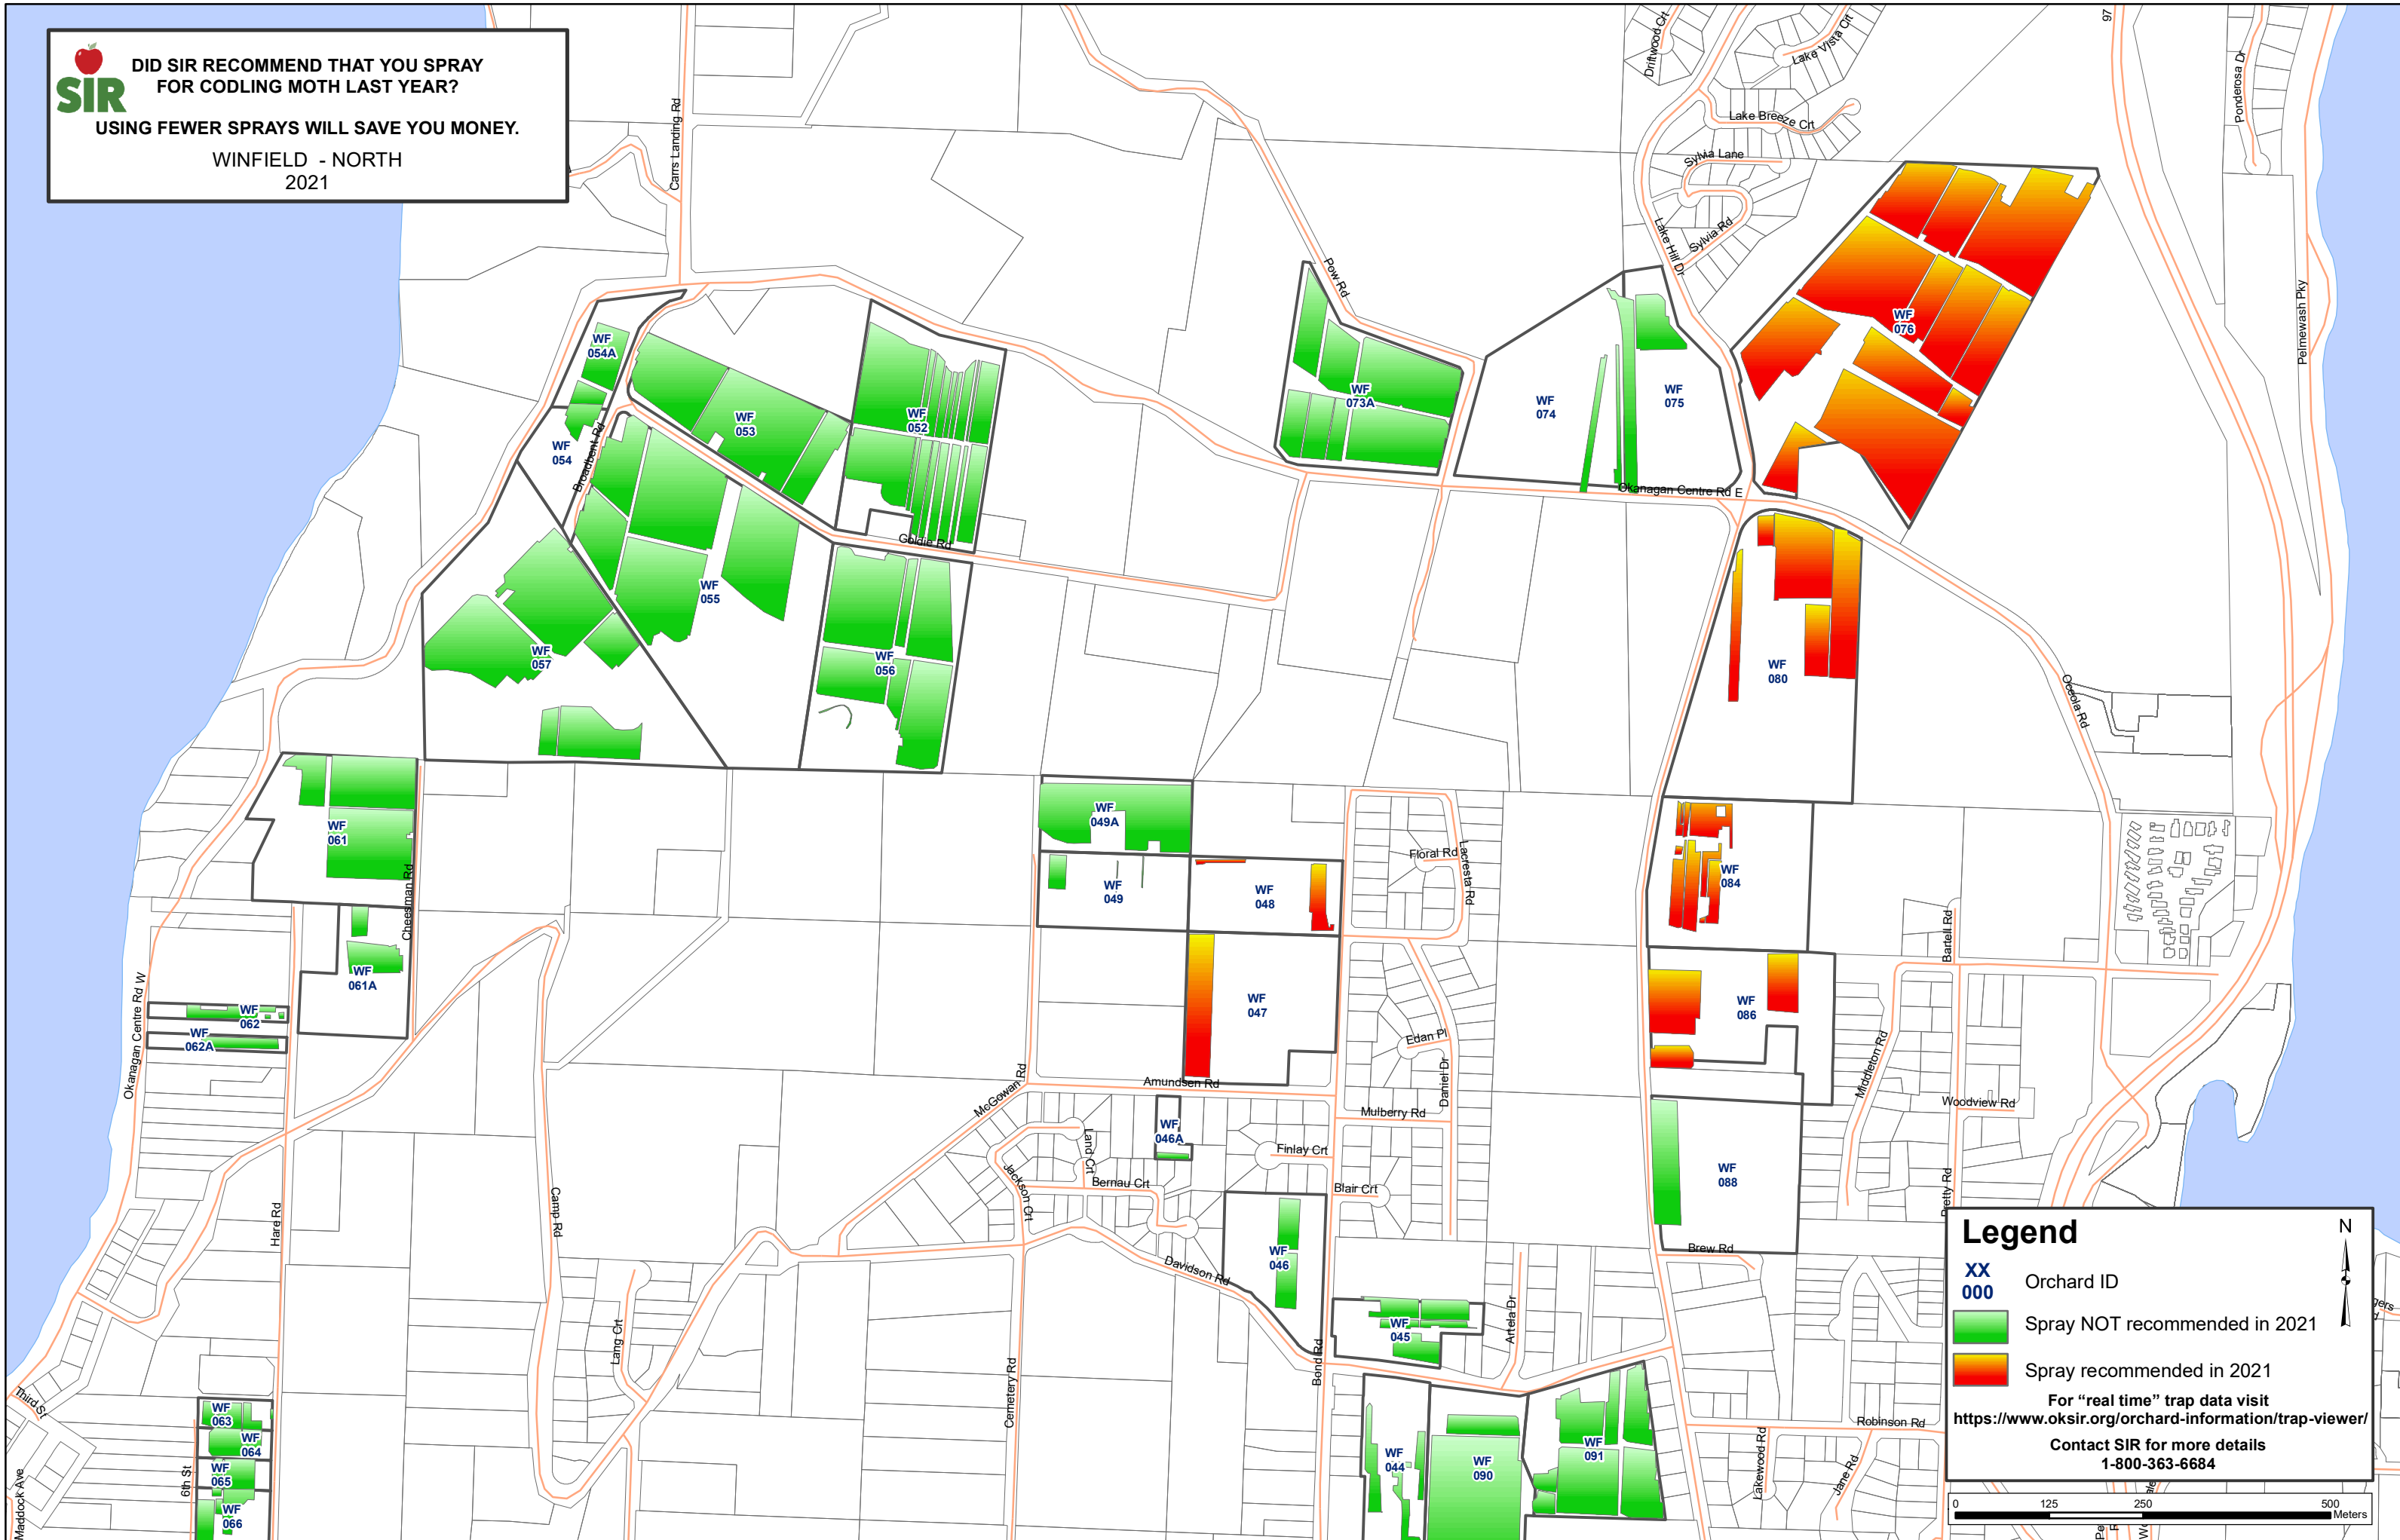 SIR
DID SIR RECOMMEND THAT YOU SPRAY
FOR CODLING MOTH LAST YEAR?
USING FEWER SPRAYS WILL SAVE YOU MONEY.
WINFIELD - NORTH
2021
Carrs Landing Rd
Driftwood Crt
Lake Vista Crt
97
Ponderosa Dr
Lake Breeze Crt
Sylvia Lane
Sylvia Rd
Lake Hill Dr
Pow Rd
Pelmewash Pky
WF
076
WF
054A
WF
053
WF
052
WF
073A
WF
074
WF
075
WF
054
Broadbent Rd
Okanagan Centre Rd E
Goldie Rd
WF
055
WF
057
WF
056
WF
080
Oceola Rd
WF
061
WF
049A
Cheesman Rd
WF
049
WF
048
Floral Rd
Lacresta Rd
WF
084
Bartell Rd
WF
061A
WF
062
WF
062A
Okanagan Centre Rd W
WF
047
WF
086
Edan Pl
Daniel Dr
Middleton Rd
McGowan Rd
Amundsen Rd
Mulberry Rd
Woodview Rd
WF
046A
Land Crt
Finlay Crt
Jackson Crt
Bernau Crt
Blair Crt
WF
088
Camp Rd
Hare Rd
WF
046
Davidson Rd
Brew Rd
Lang Crt
WF
045
Artela Dr
Bond Rd
Cemetery Rd
Third St
Maddock Ave
6th St
WF
063
WF
064
WF
065
WF
066
WF
044
WF
090
WF
091
Lakewood Rd
Jane Rd
Robinson Rd
Legend
N
XX
000
Orchard ID
Spray NOT recommended in 2021
Spray recommended in 2021
For “real time” trap data visit
https://www.oksir.org/orchard-information/trap-viewer/
Contact SIR for more details
1-800-363-6684
0 125 250 500
Meters